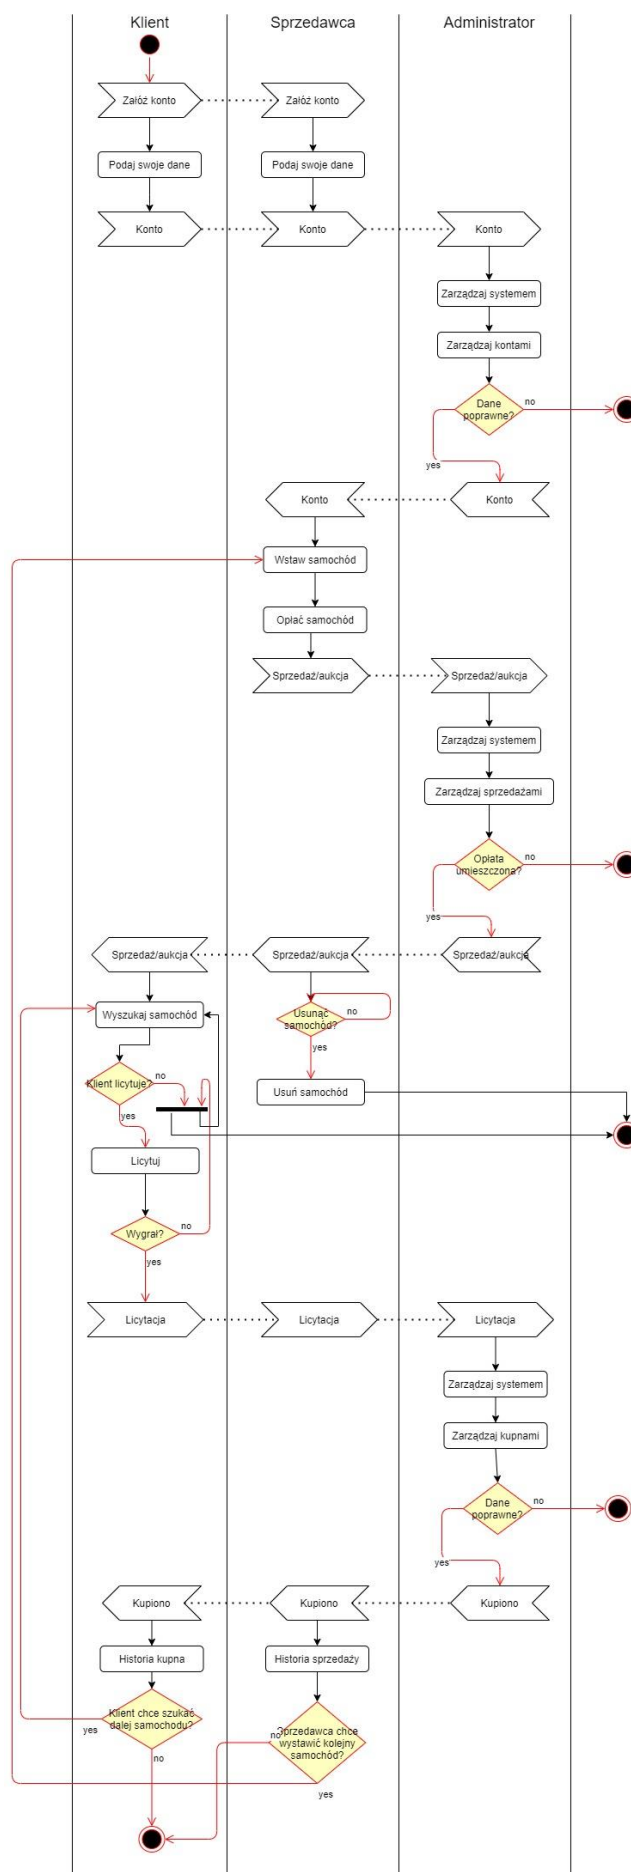 Klient
Sprzedawca
Administrator
Załóż konto
Załóż konto
Podaj swoje dane
Podaj swoje dane
Konto
Konto
Konto
Zarządzaj systemem
Zarządzaj kontami
Dane
poprawne?
no
yes
Konto
Konto
Wstaw samochód
Opłać samochód
Sprzedaż/aukcja
Sprzedaż/aukcja
Zarządzaj systemem
Zarządzaj sprzedażami
Opłata
umieszczona?
no
yes
Sprzedaż/aukcja
Sprzedaż/aukcja
Sprzedaż/aukcja
Wyszukaj samochód
Usunąć
samochód?
no
yes
Klient licytuje?
no
yes
Usuń samochód
Licytuj
Wygrał?
no
yes
Licytacja
Licytacja
Licytacja
Zarządzaj systemem
Zarządzaj kupnami
Dane
poprawne?
no
yes
Kupiono
Kupiono
Kupiono
Historia kupna
Historia sprzedaży
Klient chce szukać
dalej samochodu?
yes
no
Sprzedawca chce
wystawić kolejny
samochód?
no
yes